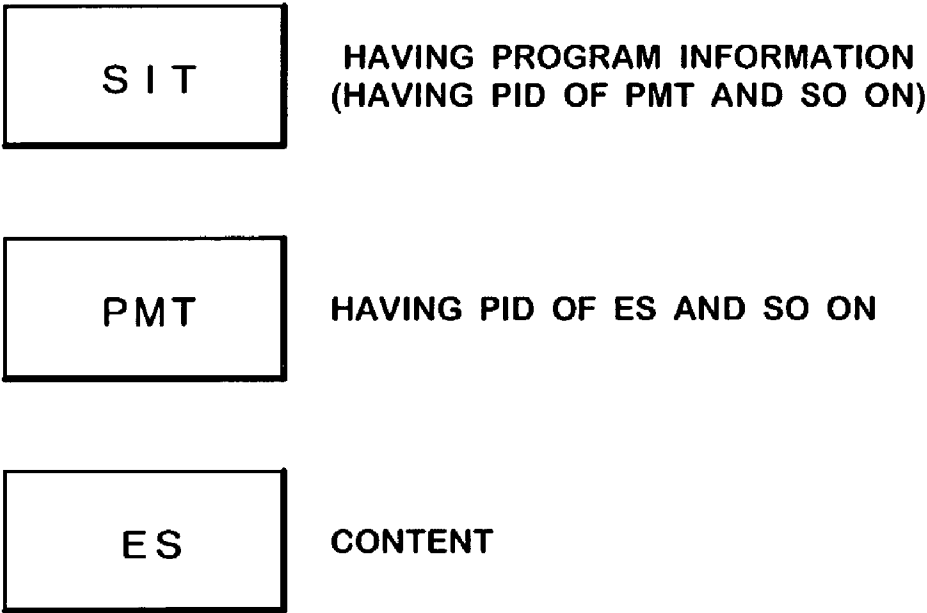 SIT
HAVING PROGRAM INFORMATION
(HAVING PID OF PMT AND SO ON)
PMT
HAVING PID OF ES AND SO ON
ES
CONTENT